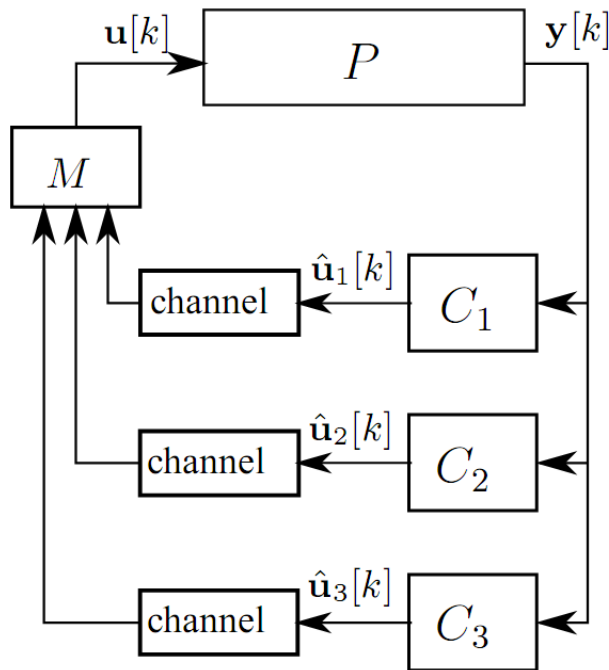 u[k]
P
y[k]
M
û₁[k]
channel
C₁
û₂[k]
channel
C₂
û₃[k]
channel
C₃